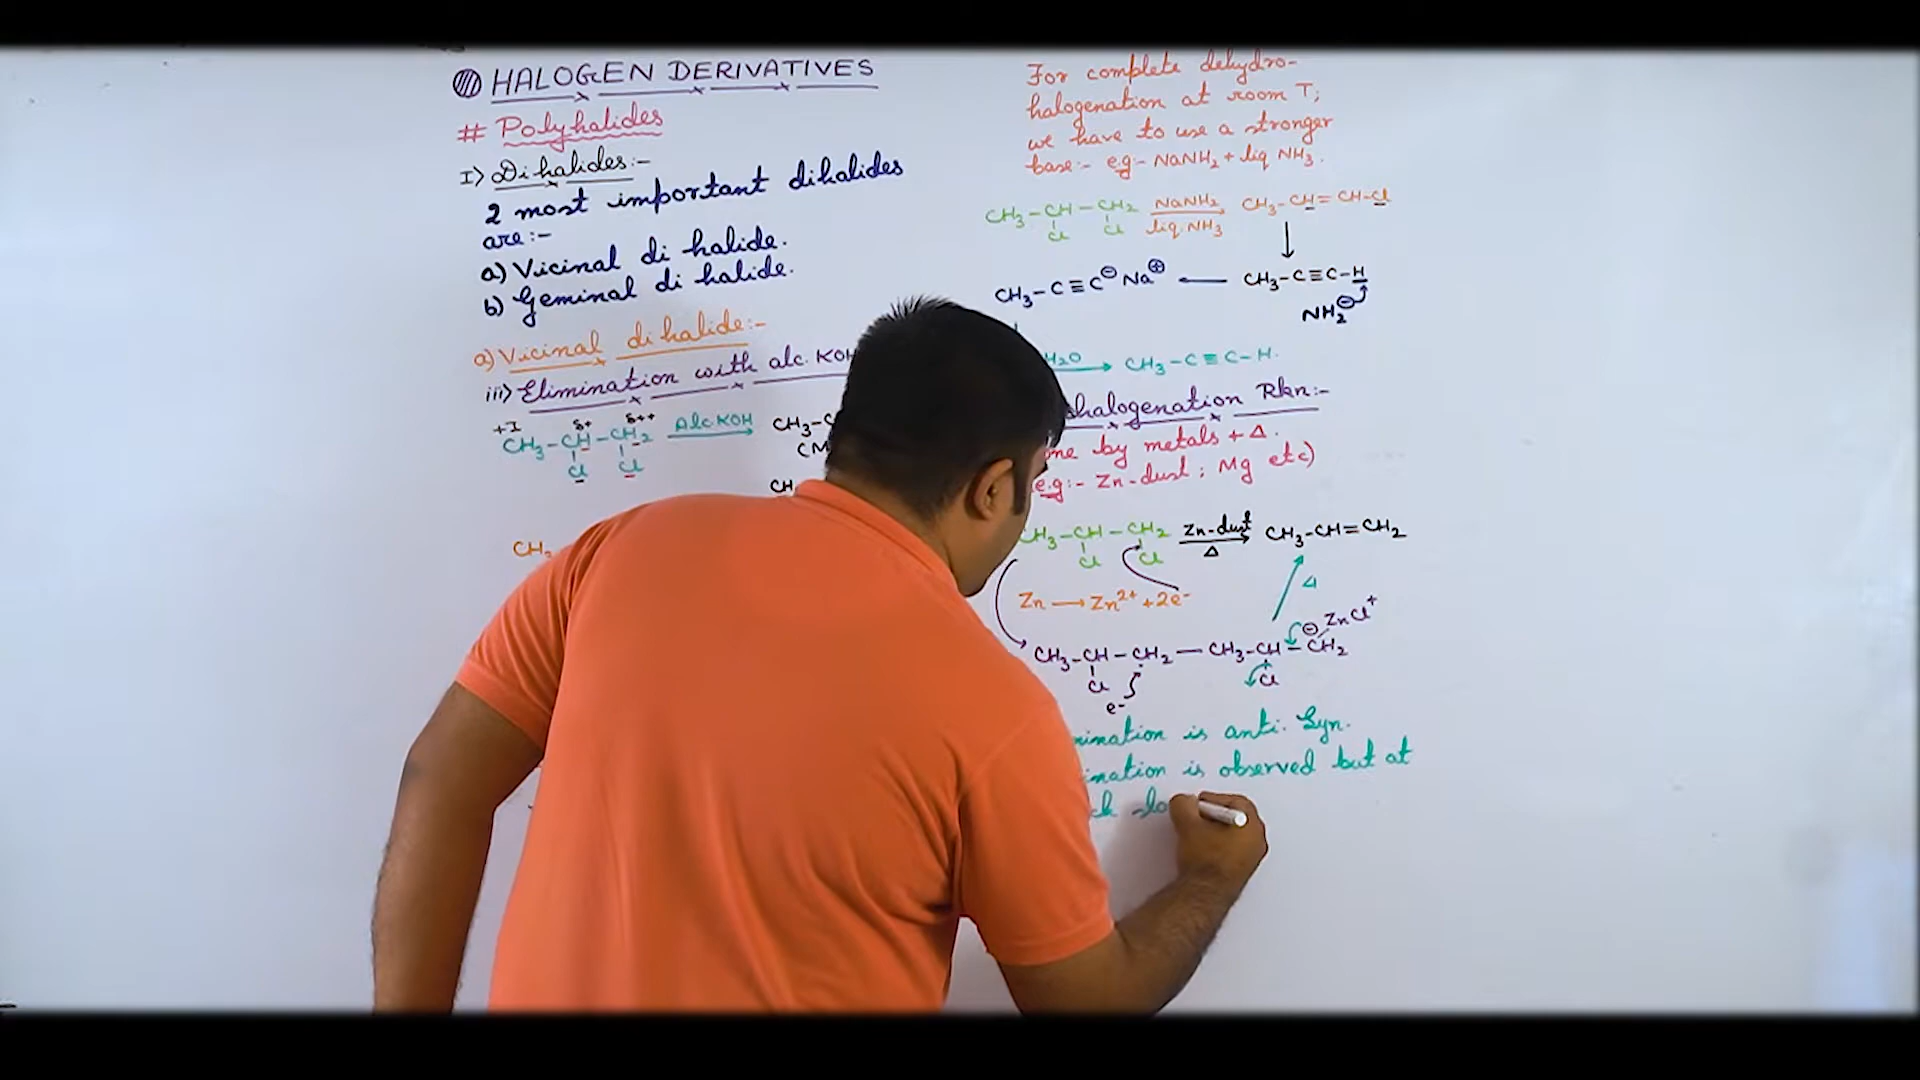 HALOGEN DERIVATIVES
# Polyhalides
I) Dihalides:-
2 most important dihalides
are:-
a) Vicinal di halide.
b) Geminal di halide.
a) Vicinal di halide:-
iii) Elimination with alc. KOH
+I δ+ δ++
CH₃-CH-CH₂ Alc.KOH CH₃-C
Cl Cl (M
CH
CH₃
For complete dehydro-
halogenation at room T;
we have to use a stronger
base:- e.g:- NaNH₂ + liq NH₃.
CH₃-CH-CH₂ NaNH₂ CH₃-CH=CH-Cl
Cl Cl liq.NH₃
CH₃-C≡C⊖ Na⊕ CH₃-C≡C-H
NH₂⊖
H₂O → CH₃-C≡C-H.
halogenation Rkn:-
by metals + Δ.
e.g:- Zn-dust; Mg etc)
CH₃-CH-CH₂ Zn-dust CH₃-CH=CH₂
Cl Cl Δ
Δ
Zn → Zn²⁺ + 2e⁻
⊖ ZnCl⁺
CH₃-CH-CH₂ — CH₃-CH-CH₂
Cl Cl
e⁻
is anti. Syn.
is observed but at